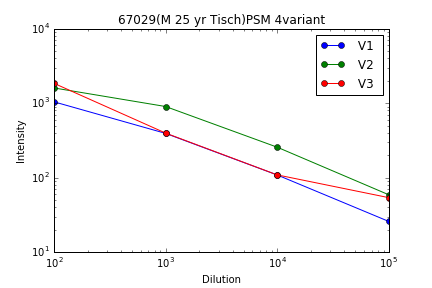 67029(M 25 yr Tisch)PSM 4variant
10^4
10^3
10^2
10^1
Intensity
V1
V2
V3
10^2 10^3 10^4 10^5
Dilution